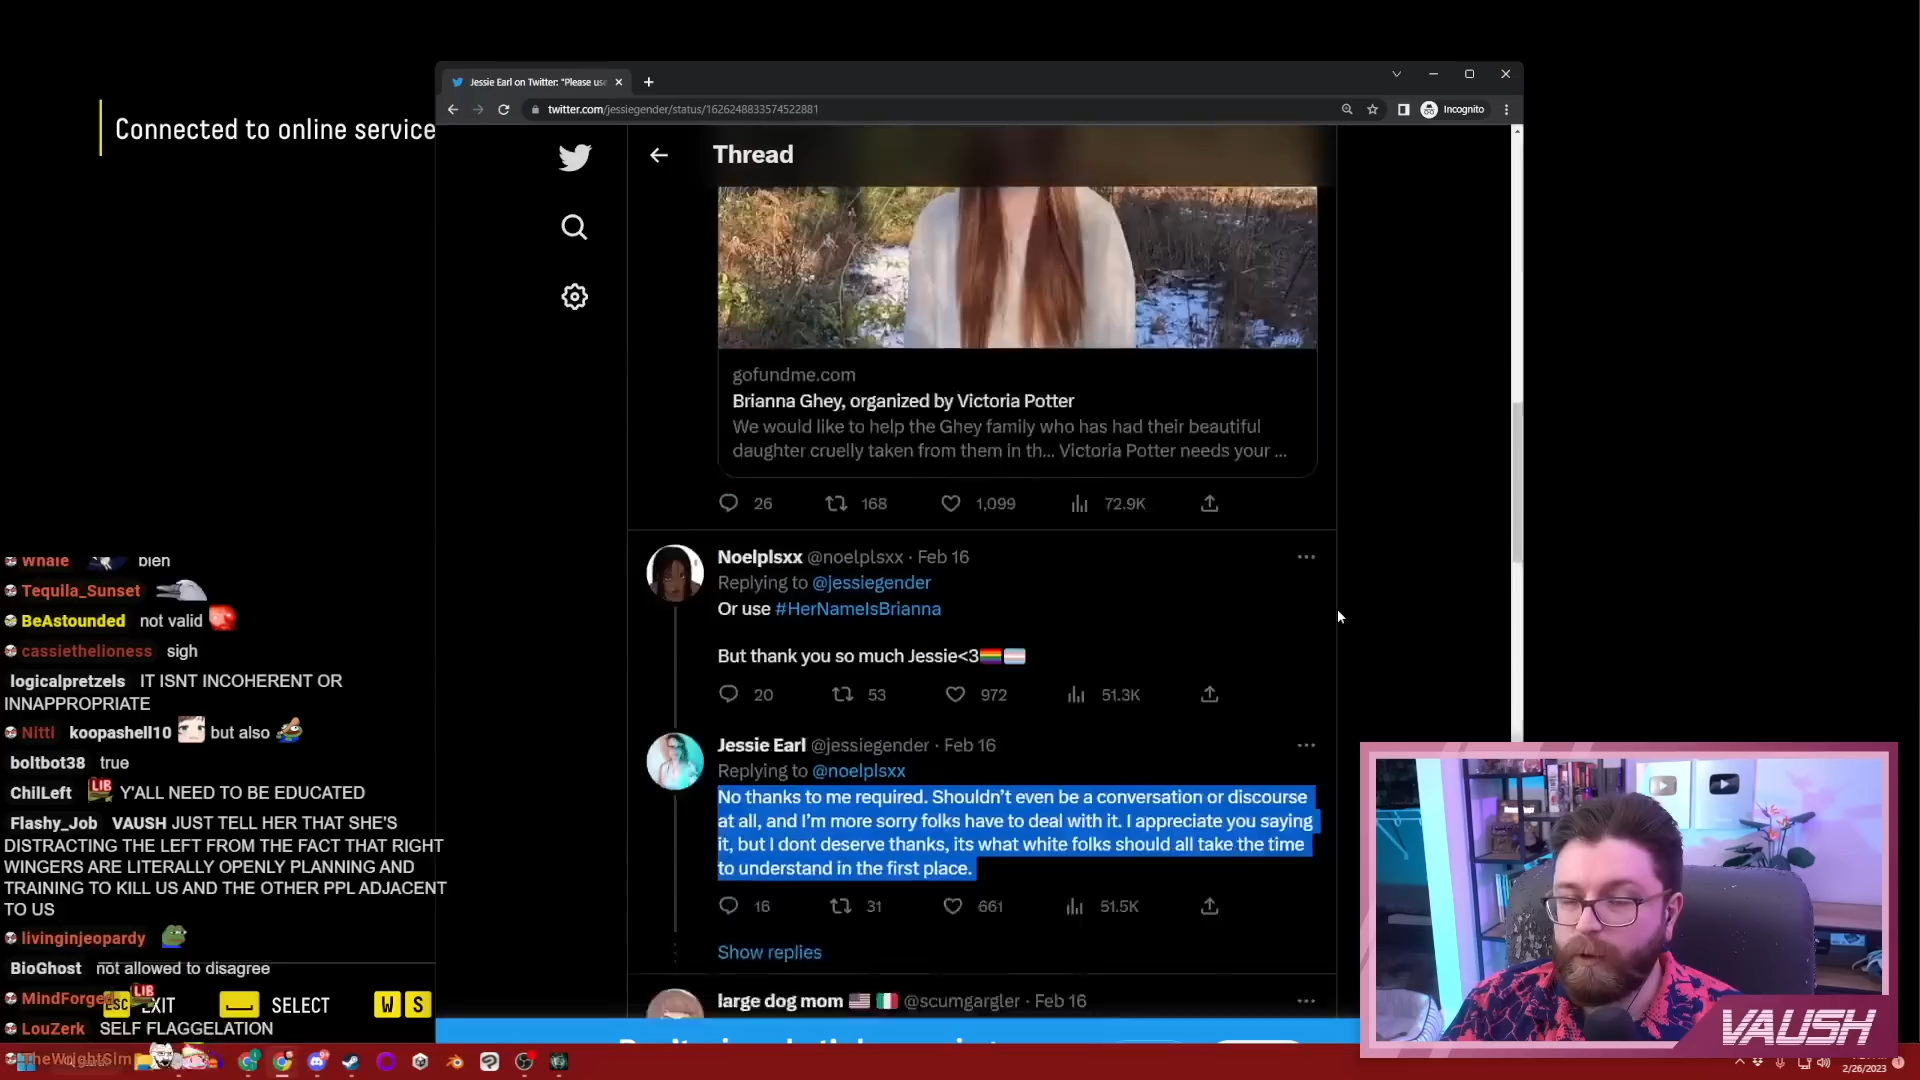 Jessie Earl on Twitter: "Please use
twitter.com/jessiegender/status/1626248833574522881
Incognito
Connected to online service
Thread
gofundme.com
Brianna Ghey, organized by Victoria Potter
We would like to help the Ghey family who has had their beautiful
daughter cruelly taken from them in th... Victoria Potter needs your ...
26 168 1,099 72.9K
Noelplsxx @noelplsxx · Feb 16
Replying to @jessiegender
Or use #HerNameIsBrianna
But thank you so much Jessie<3🏳️‍🌈🏳️‍⚧️
20 53 972 51.3K
Jessie Earl @jessiegender · Feb 16
Replying to @noelplsxx
No thanks to me required. Shouldn't even be a conversation or discourse
at all, and I'm more sorry folks have to deal with it. I appreciate you saying
it, but I dont deserve thanks, its what white folks should all take the time
to understand in the first place.
16 31 661 51.5K
Show replies
large dog mom 🇺🇸 🇮🇹 @scumgargler · Feb 16
Whale bien
Tequila_Sunset
BeAstounded not valid
cassiethelioness sigh
logicalpretzels IT ISNT INCOHERENT OR
INNAPPROPRIATE
Nitti koopashell10 but also
boltbot38 true
ChilLeft LIB Y'ALL NEED TO BE EDUCATED
Flashy_Job VAUSH JUST TELL HER THAT SHE'S
DISTRACTING THE LEFT FROM THE FACT THAT RIGHT
WINGERS ARE LITERALLY OPENLY PLANNING AND
TRAINING TO KILL US AND THE OTHER PPL ADJACENT
TO US
livinginjeopardy
BioGhost not allowed to disagree
MindForged LIB
ESC EXIT SELECT W S
LouZerk SELF FLAGGELATION
VAUSH
2/26/2023